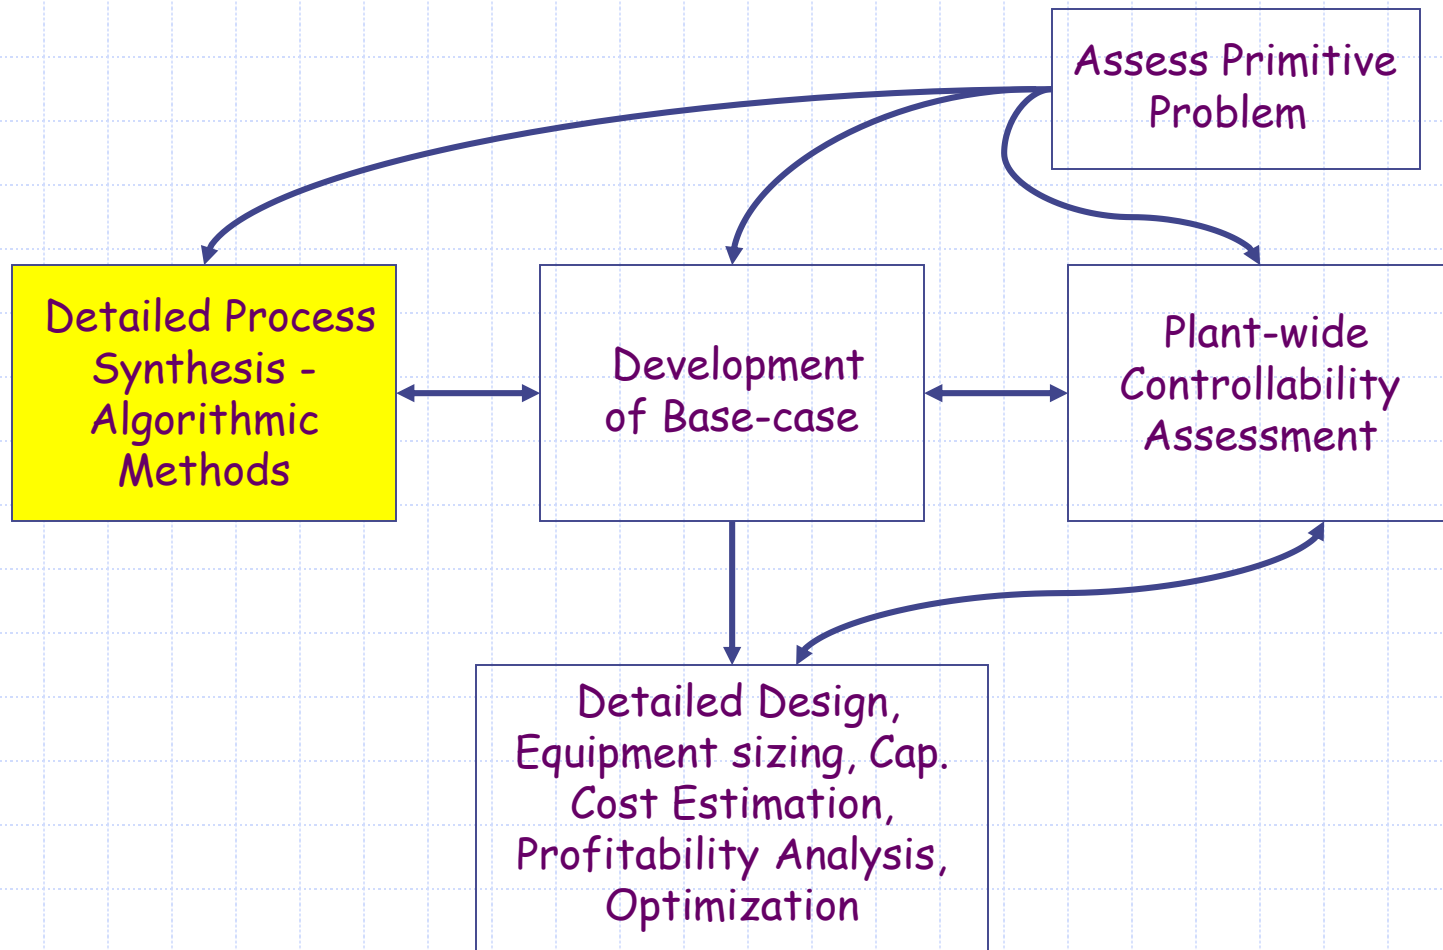 Assess Primitive
Problem
Detailed Process
Synthesis -
Algorithmic
Methods
Development
of Base-case
Plant-wide
Controllability
Assessment
Detailed Design,
Equipment sizing, Cap.
Cost Estimation,
Profitability Analysis,
Optimization